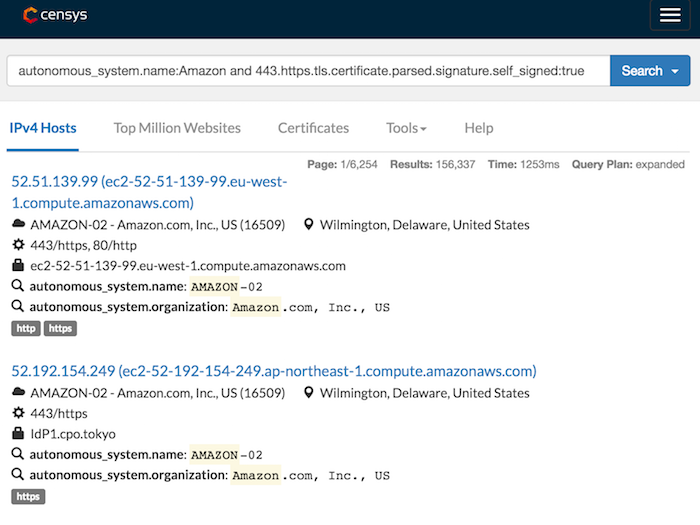 censys
autonomous_system.name:Amazon and 443.https.tls.certificate.parsed.signature.self_signed:true
Search
IPv4 Hosts Top Million Websites Certificates Tools Help
Page: 1/6,254 Results: 156,337 Time: 1253ms Query Plan: expanded
52.51.139.99 (ec2-52-51-139-99.eu-west-
1.compute.amazonaws.com)
AMAZON-02 - Amazon.com, Inc., US (16509) Wilmington, Delaware, United States
443/https, 80/http
ec2-52-51-139-99.eu-west-1.compute.amazonaws.com
autonomous_system.name: AMAZON-02
autonomous_system.organization: Amazon.com, Inc., US
http https
52.192.154.249 (ec2-52-192-154-249.ap-northeast-1.compute.amazonaws.com)
AMAZON-02 - Amazon.com, Inc., US (16509) Wilmington, Delaware, United States
443/https
IdP1.cpo.tokyo
autonomous_system.name: AMAZON-02
autonomous_system.organization: Amazon.com, Inc., US
https